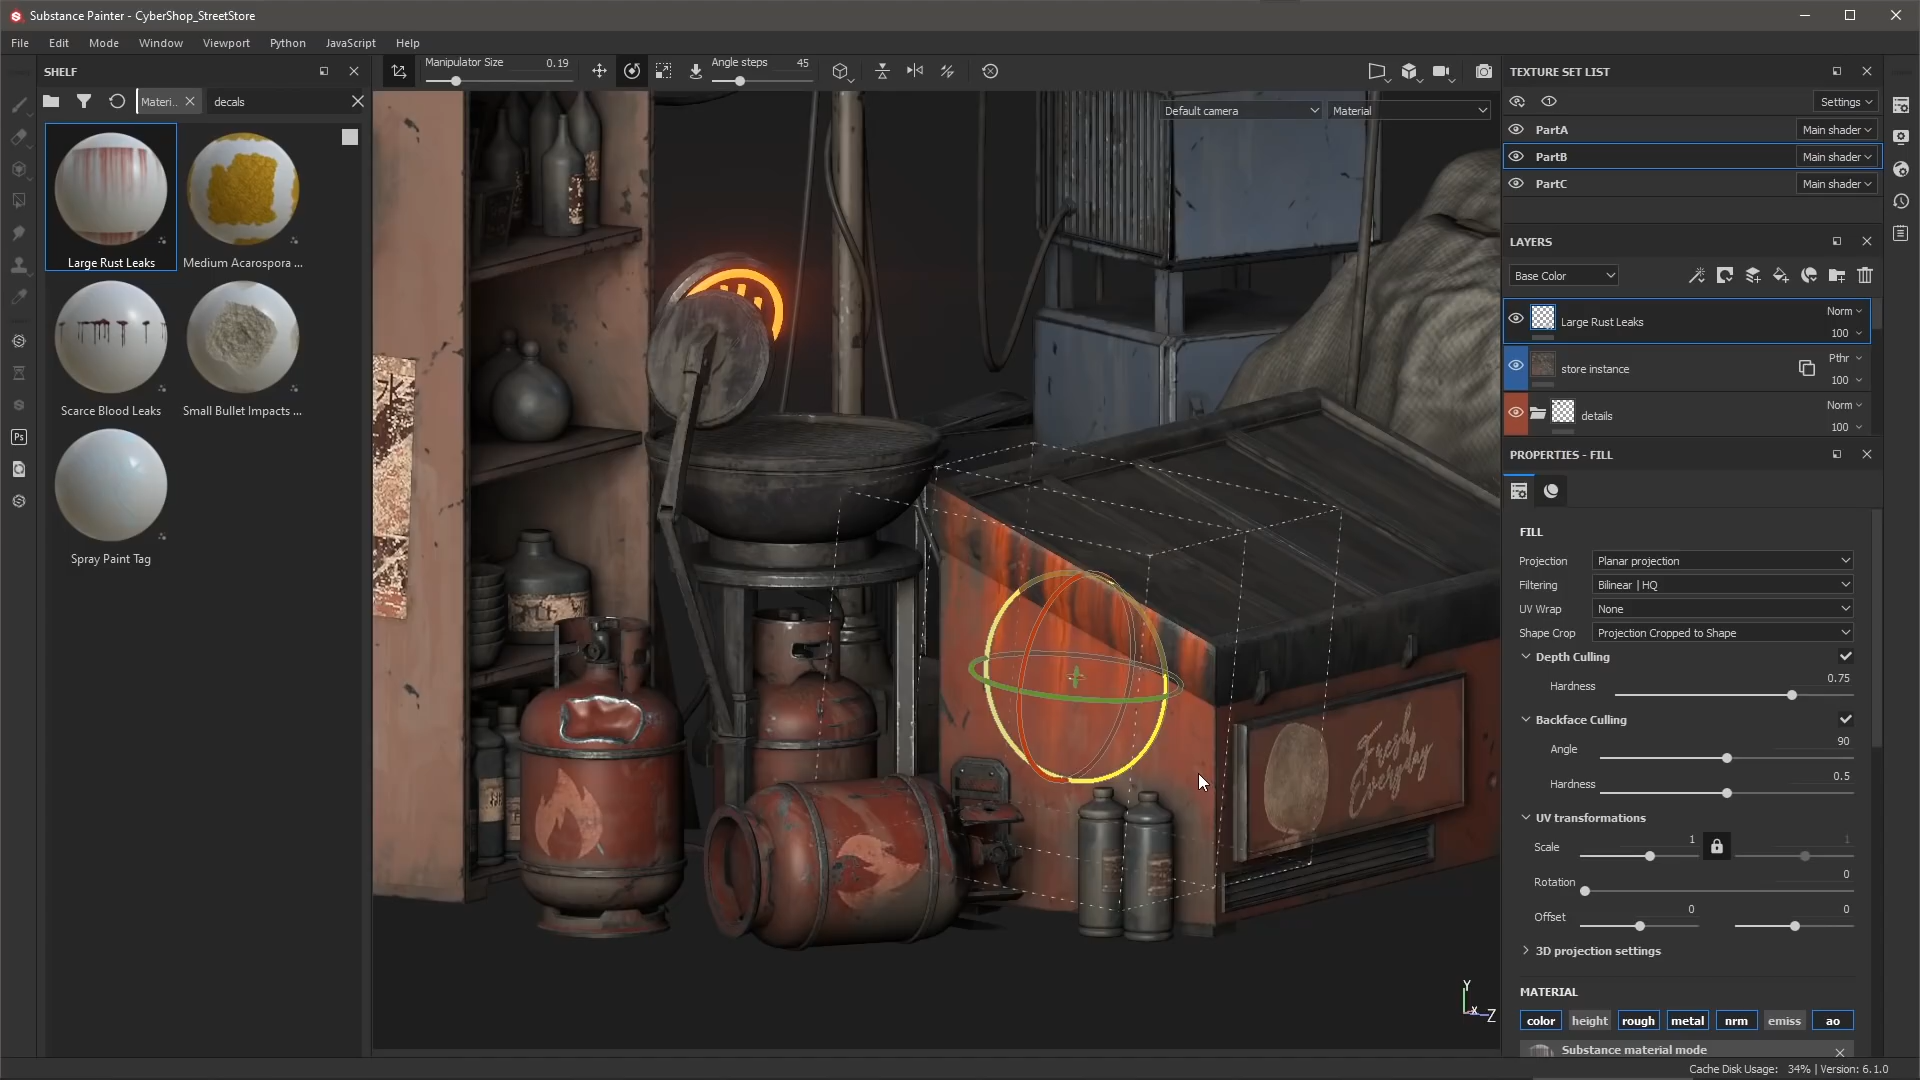 Substance Painter - CyberShop_StreetStore
File Edit Mode Window Viewport Python JavaScript Help
SHELF
Materi..
decals
Large Rust Leaks
Medium Acarospora ...
Scarce Blood Leaks
Small Bullet Impacts ...
Spray Paint Tag
Ps
Manipulator Size 0.19
Angle steps 45
Default camera
Material
水
Fresh
Everyday
Y
X
Z
TEXTURE SET LIST
Settings
PartA Main shader
PartB Main shader
PartC Main shader
LAYERS
Base Color
Large Rust Leaks Norm
100
store instance Pthr
100
details Norm
100
PROPERTIES - FILL
FILL
Projection Planar projection
Filtering Bilinear | HQ
UV Wrap None
Shape Crop Projection Cropped to Shape
Depth Culling
Hardness 0.75
Backface Culling
Angle 90
Hardness 0.5
UV transformations
Scale 1 1
Rotation 0
Offset 0 0
3D projection settings
MATERIAL
color height rough metal nrm emiss ao
Substance material mode
Cache Disk Usage: 34% | Version: 6.1.0